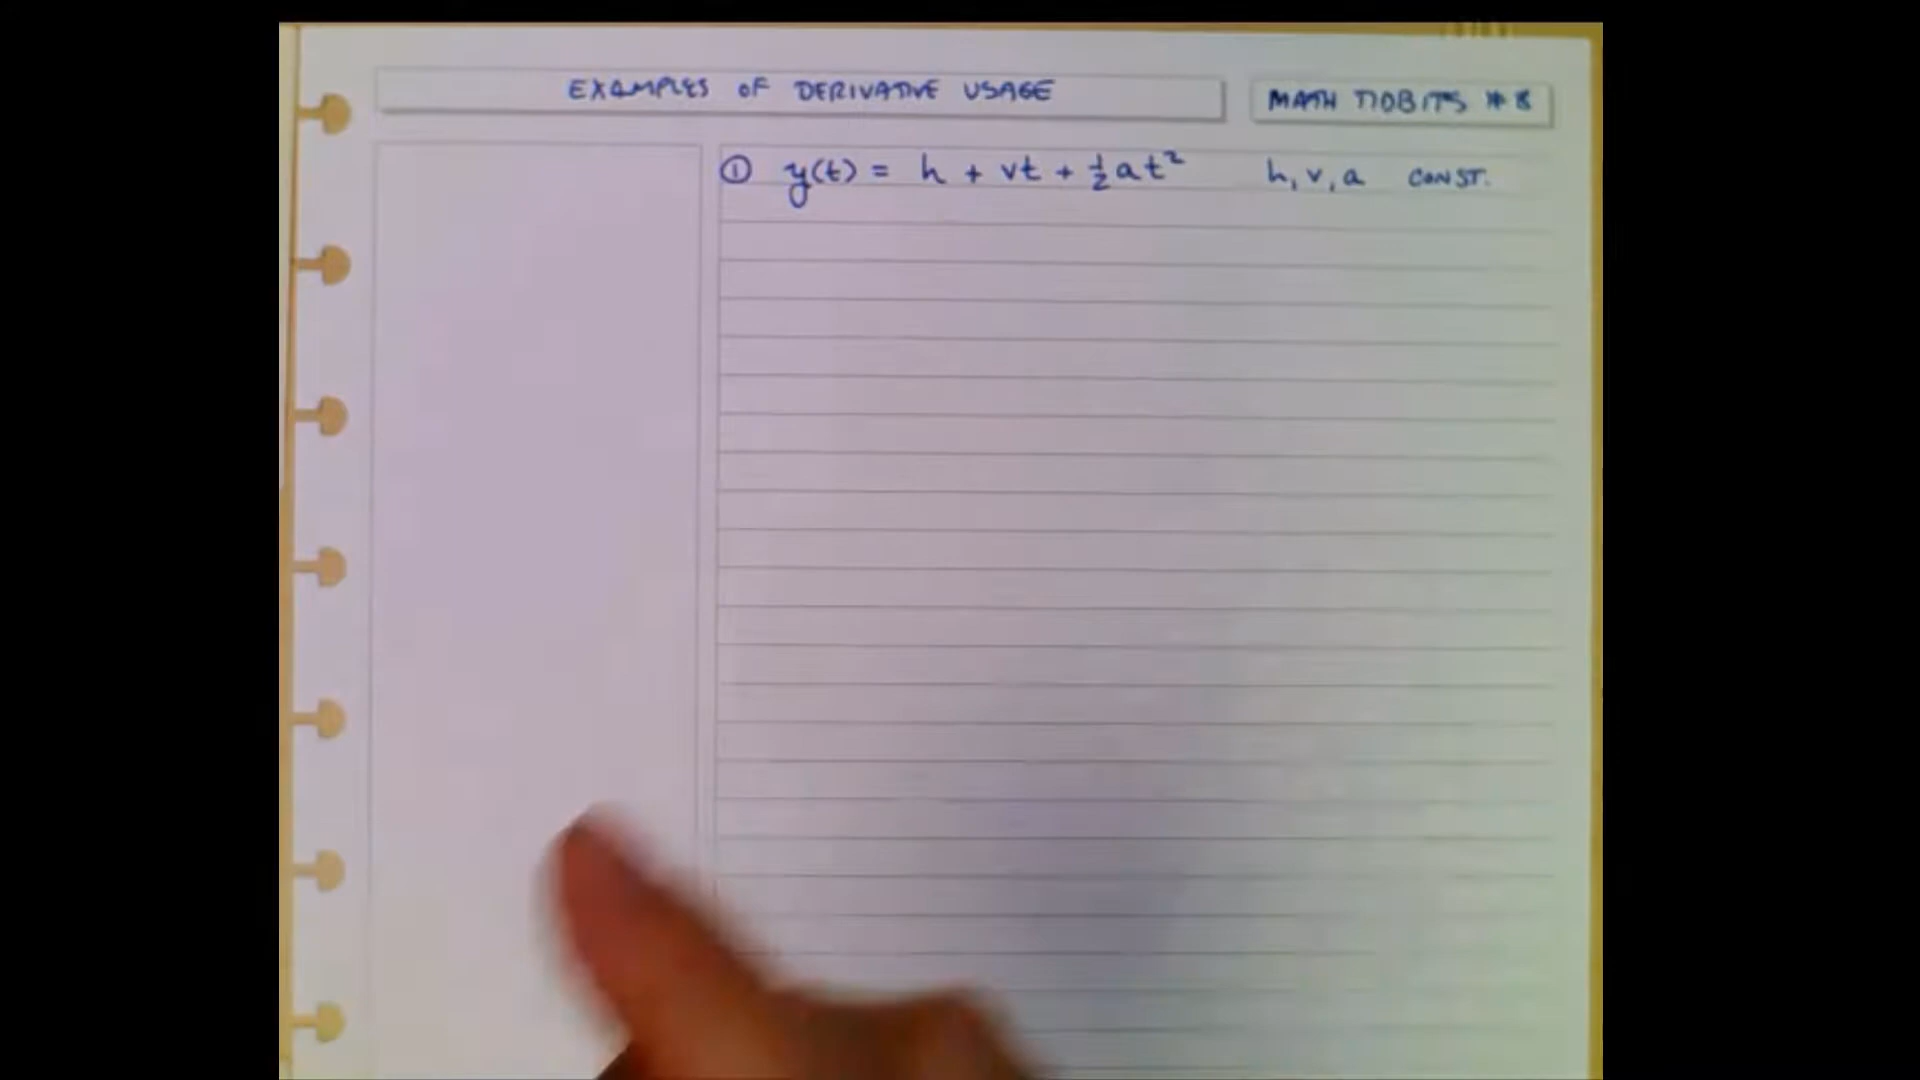 EXAMPLES OF DERIVATIVE USAGE
MATH TIDBITS # 8
① y(t) = h + vt + ½at² h, v, a CONST.